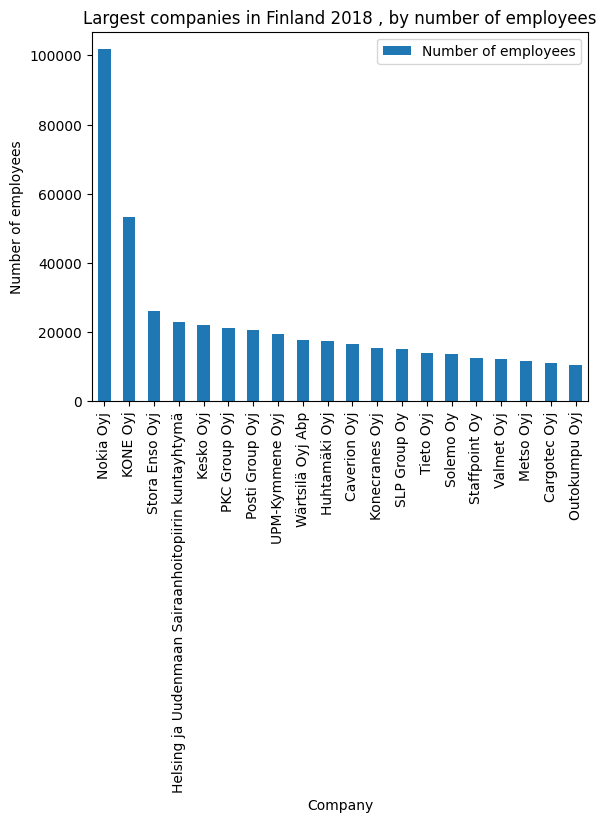 Largest companies in Finland 2018 , by number of employees
Number of employees
Number of employees
100000
80000
60000
40000
20000
0
Nokia Oyj
KONE Oyj
Stora Enso Oyj
Helsing ja Uudenmaan Sairaanhoitopiirin kuntayhtymä
Kesko Oyj
PKC Group Oyj
Posti Group Oyj
UPM-Kymmene Oyj
Wärtsilä Oyj Abp
Huhtamäki Oyj
Caverion Oyj
Konecranes Oyj
SLP Group Oy
Tieto Oyj
Solemo Oy
Staffpoint Oy
Valmet Oyj
Metso Oyj
Cargotec Oyj
Outokumpu Oyj
Company